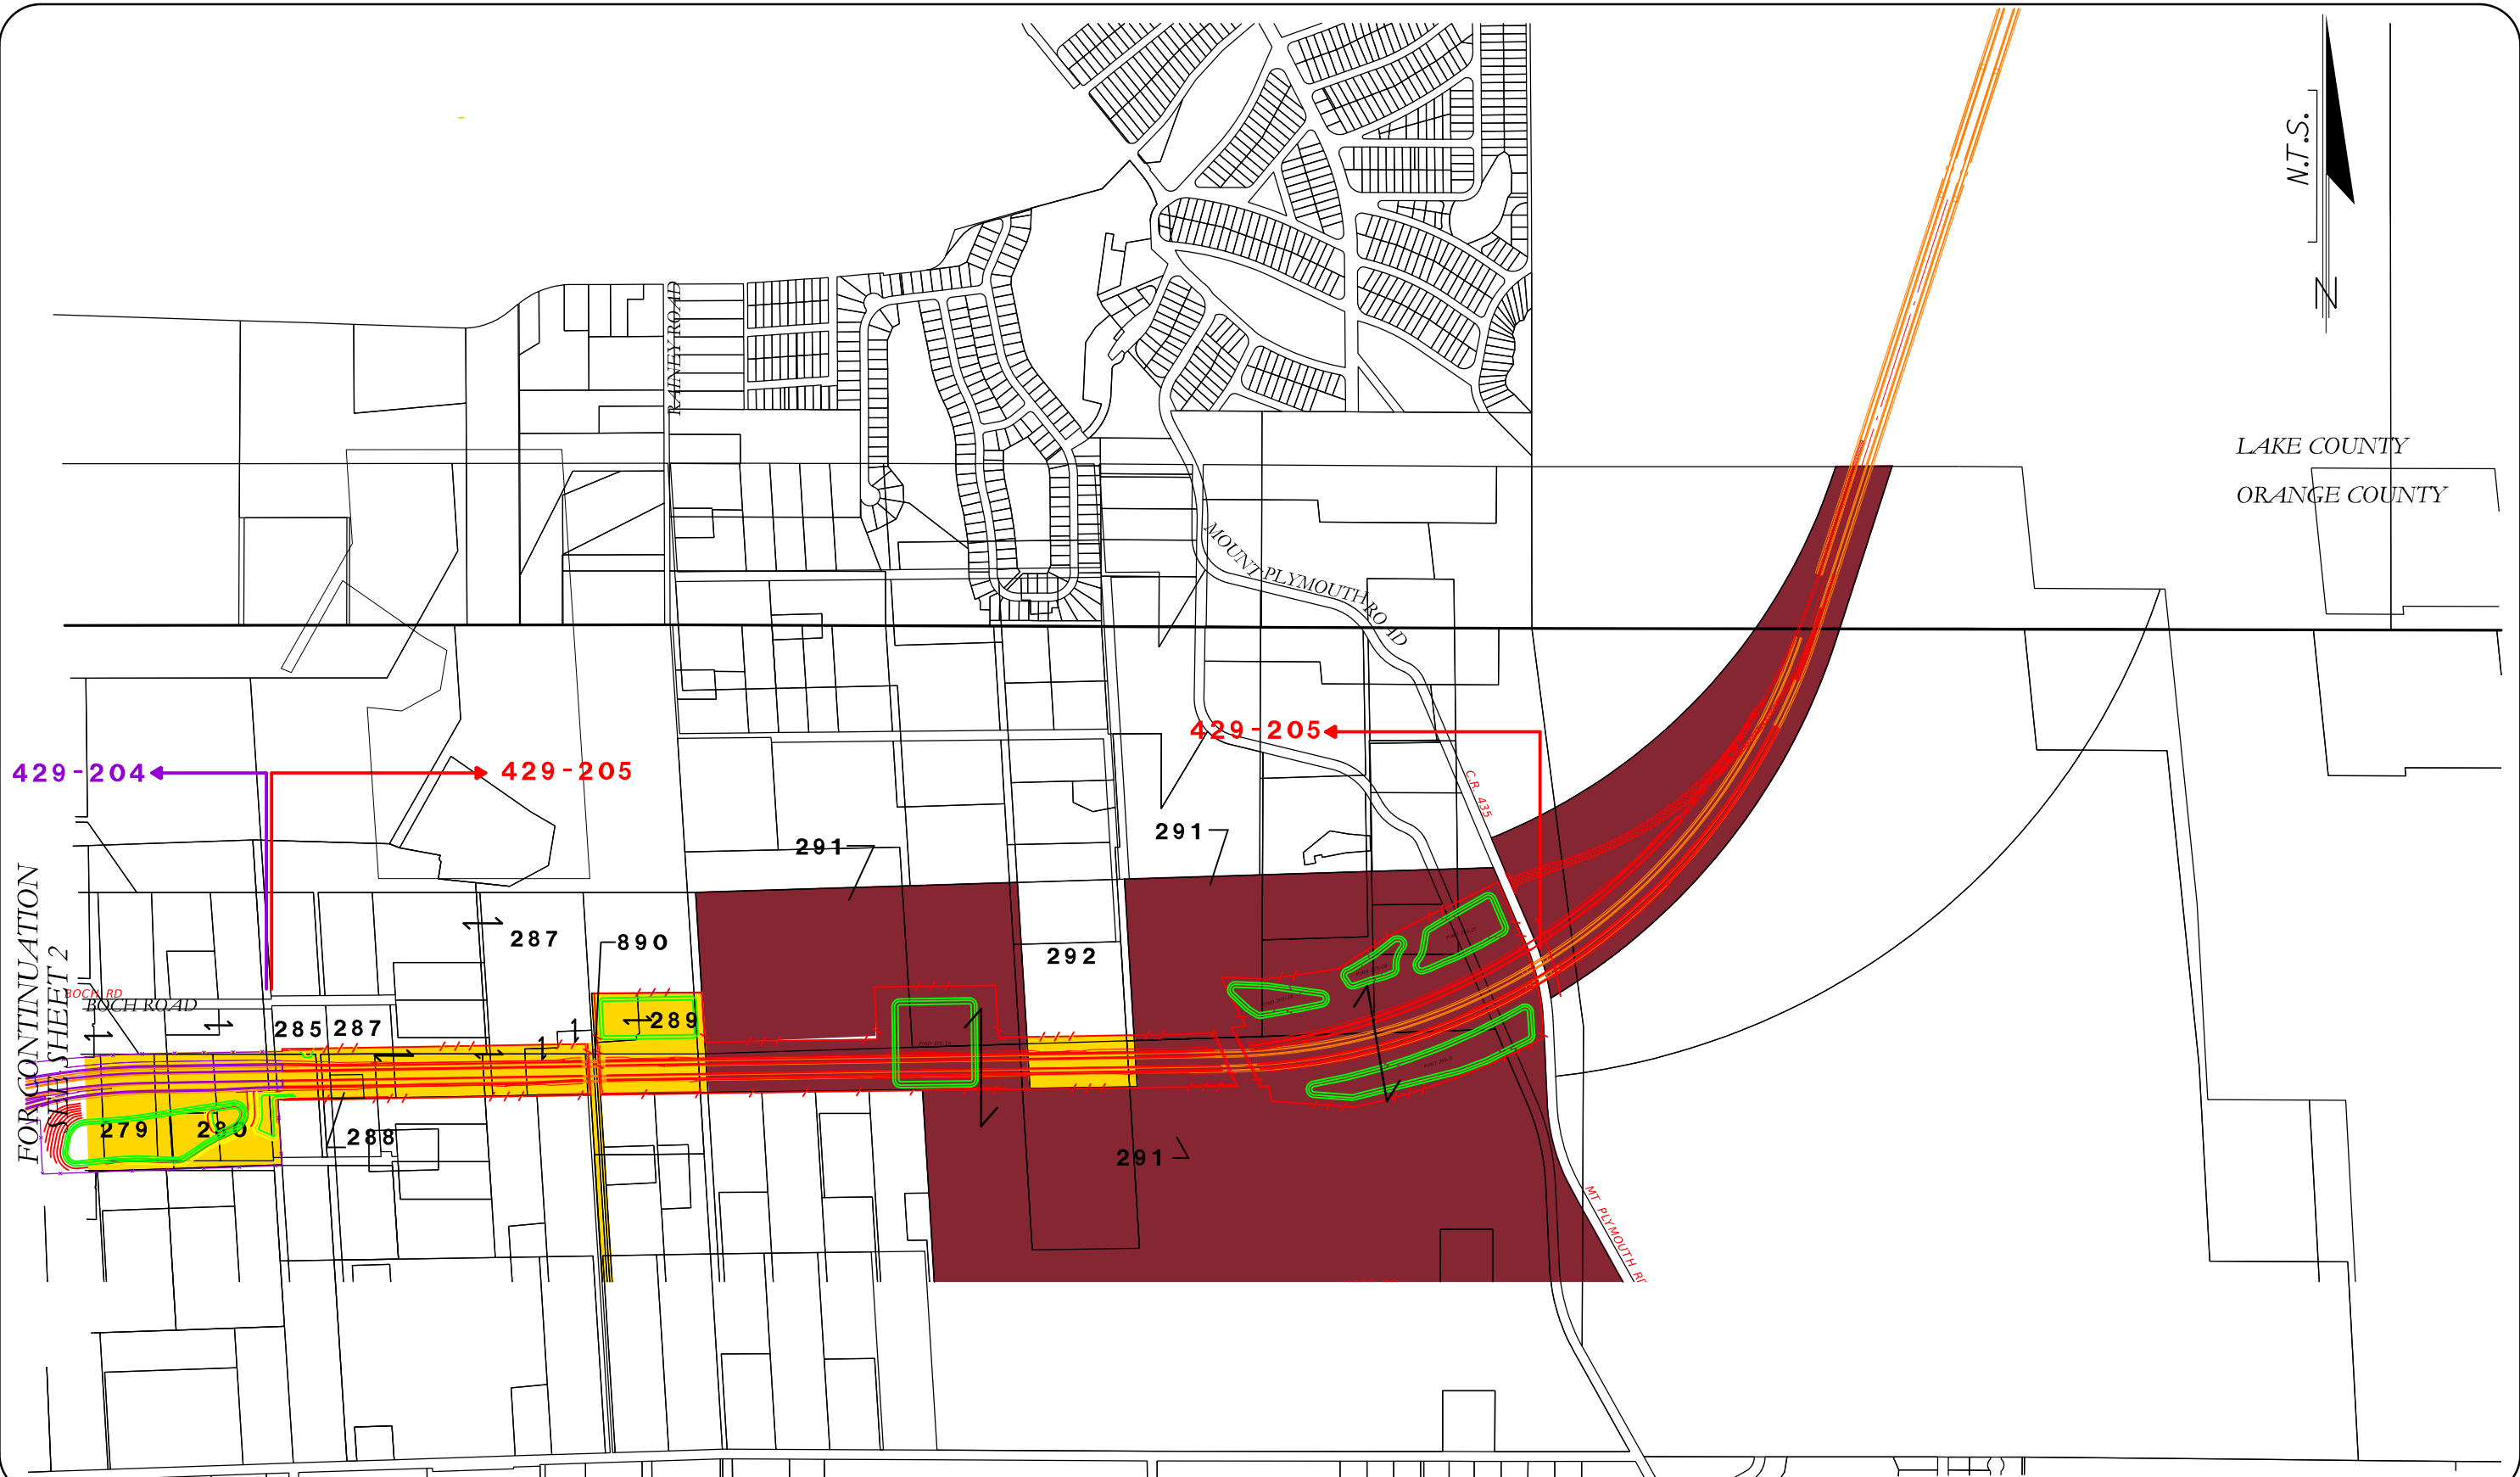 N.T.S.
N
RAINEY ROAD
LAKE COUNTY
ORANGE COUNTY
MOUNT PLYMOUTH ROAD
429-205
429-204
429-205
C.R. 435
291
291
287
890
292
FOR CONTINUATION
SEE SHEET 2
BOCH RD
BOCH ROAD
285
287
289
279
280
288
291
MT PLYMOUTH RD